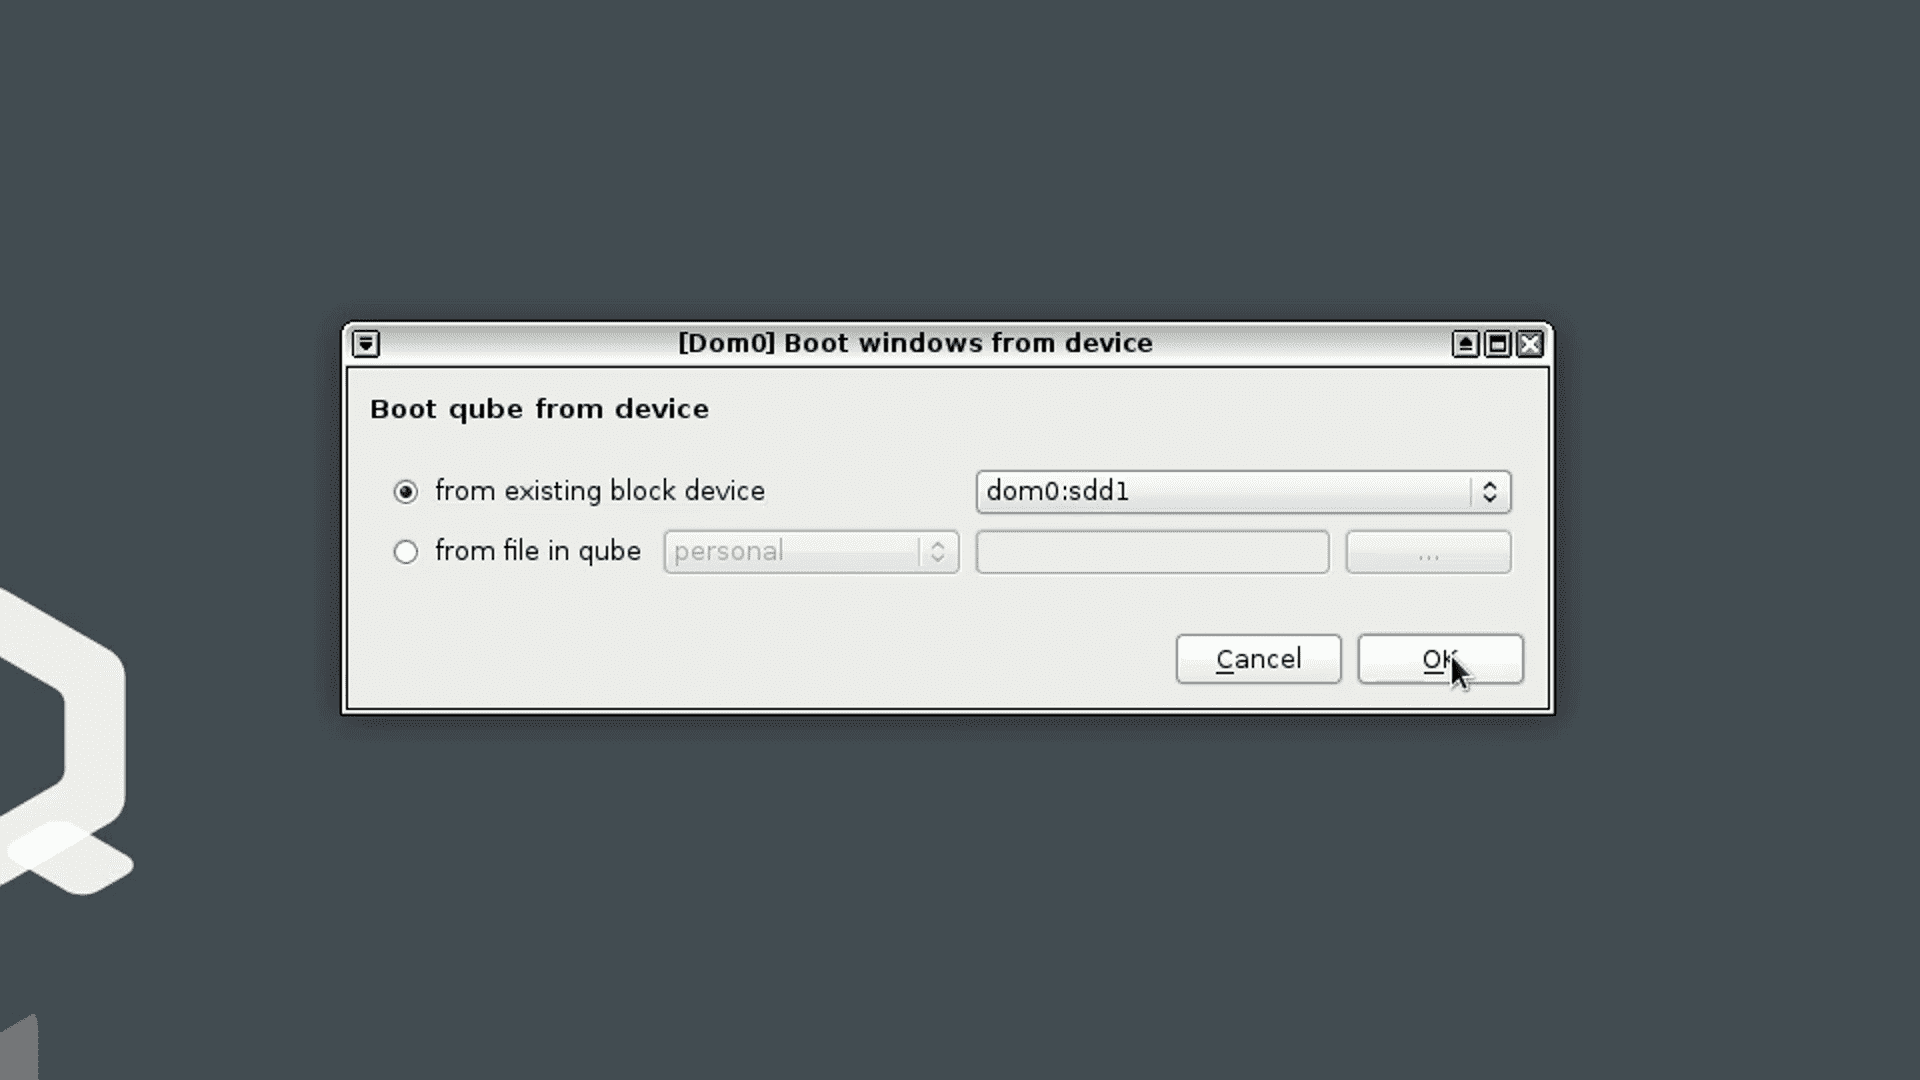 [Dom0] Boot windows from device
Boot qube from device
from existing block device dom0:sdd1
from file in qube personal ...
Cancel OK